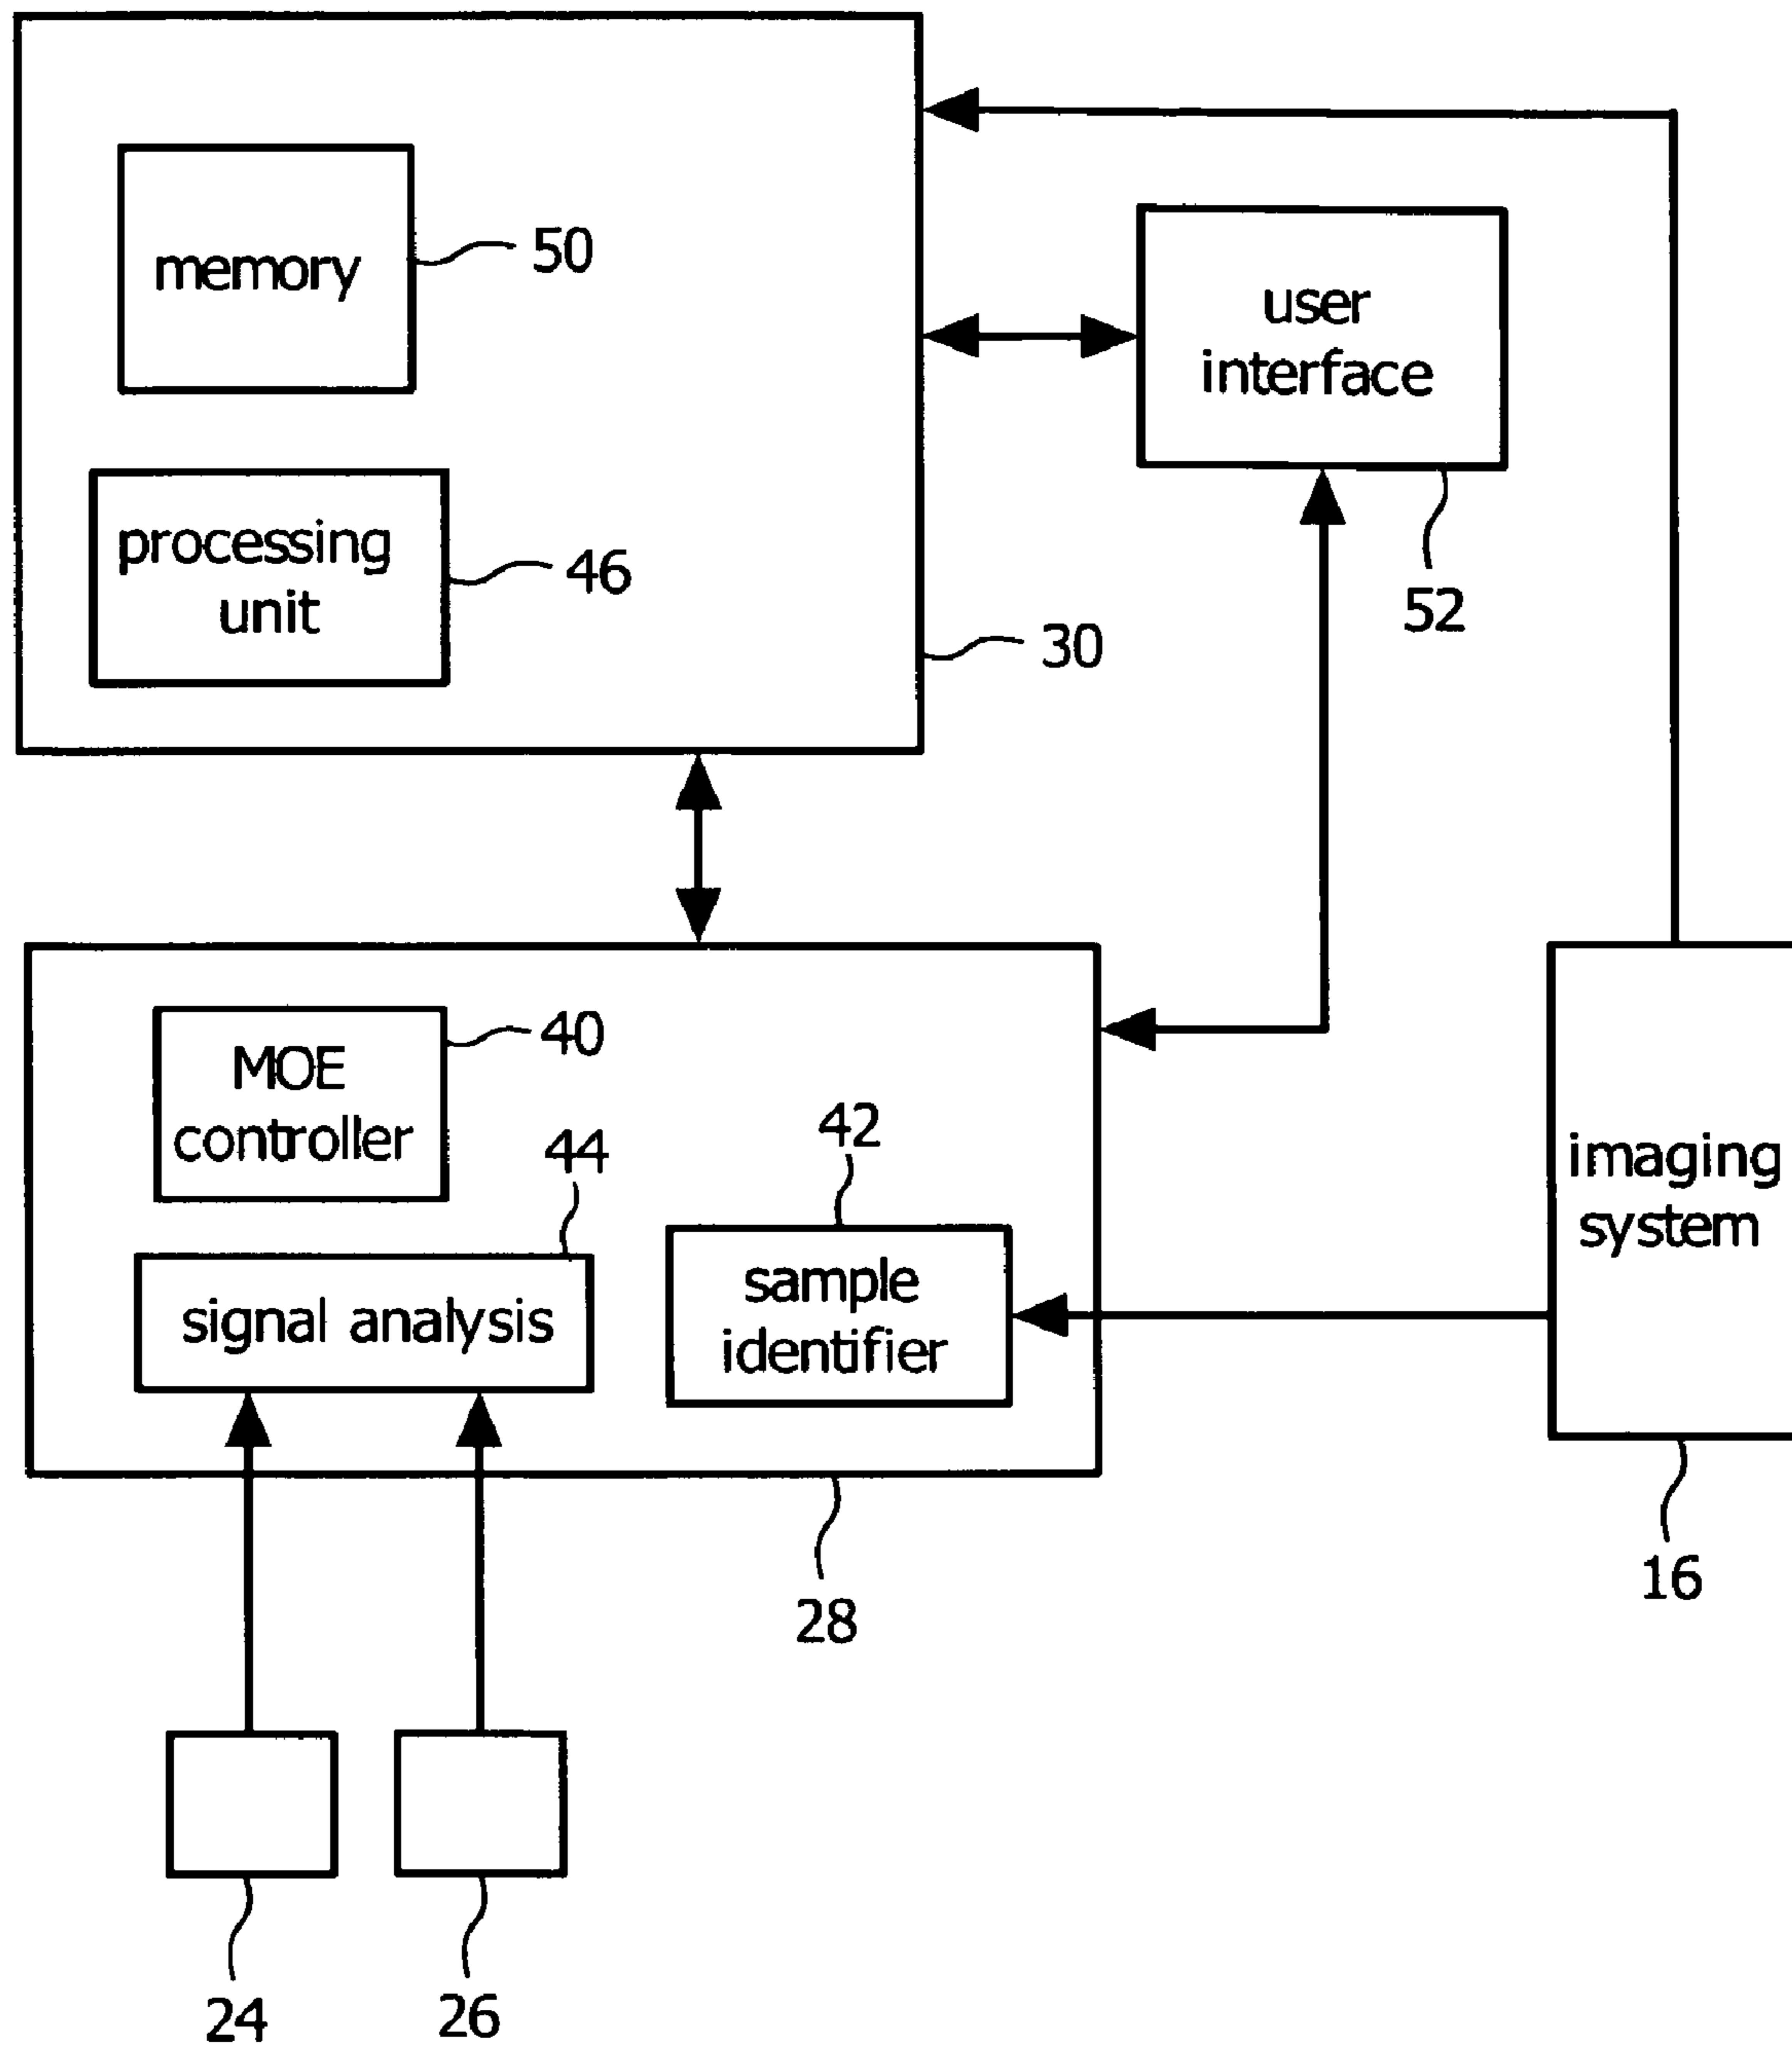 memory
50
user
interface
processing
unit
46
52
30
MOE
controller
40
44
42
signal analysis
sample
identifier
imaging
system
28
16
24
26